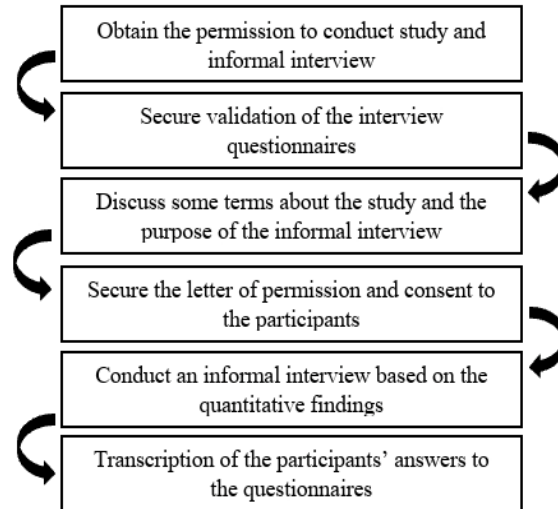 Obtain the permission to conduct study and
informal interview
Secure validation of the interview
questionnaires
Discuss some terms about the study and the
purpose of the informal interview
Secure the letter of permission and consent to
the participants
Conduct an informal interview based on the
quantitative findings
Transcription of the participants’ answers to
the questionnaires